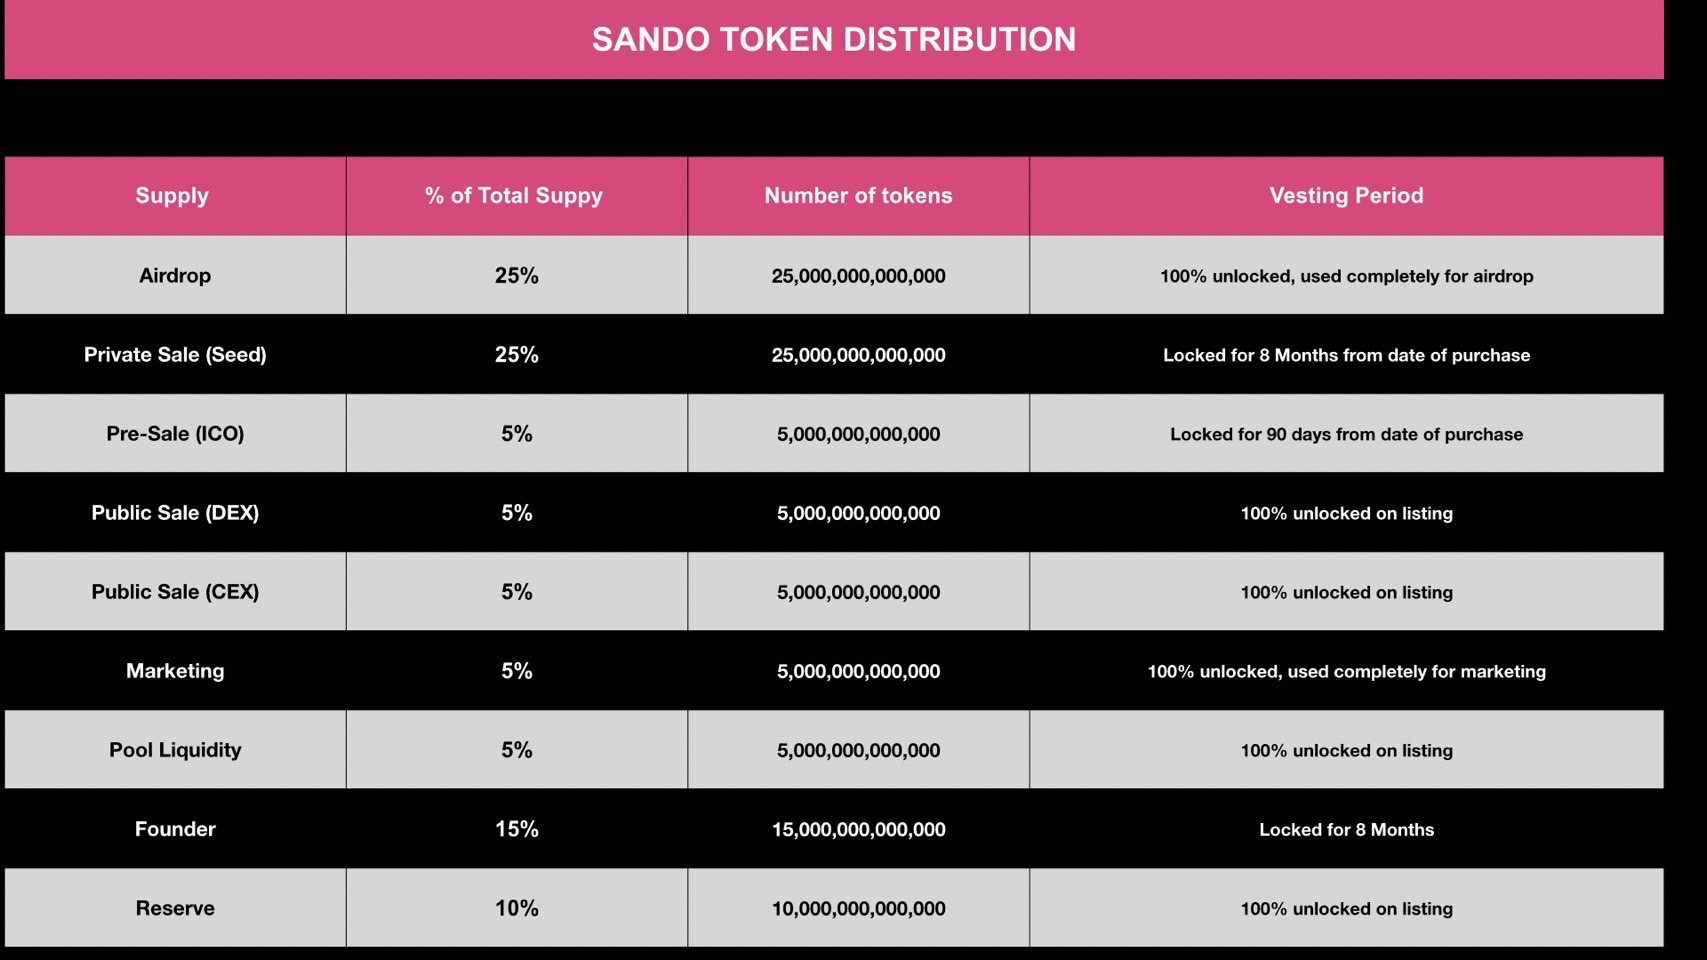 SANDO TOKEN DISTRIBUTION
Supply % of Total Suppy Number of tokens Vesting Period
Airdrop 25% 25,000,000,000,000 100% unlocked, used completely for airdrop
Private Sale (Seed) 25% 25,000,000,000,000 Locked for 8 Months from date of purchase
Pre-Sale (ICO) 5% 5,000,000,000,000 Locked for 90 days from date of purchase
Public Sale (DEX) 5% 5,000,000,000,000 100% unlocked on listing
Public Sale (CEX) 5% 5,000,000,000,000 100% unlocked on listing
Marketing 5% 5,000,000,000,000 100% unlocked, used completely for marketing
Pool Liquidity 5% 5,000,000,000,000 100% unlocked on listing
Founder 15% 15,000,000,000,000 Locked for 8 Months
Reserve 10% 10,000,000,000,000 100% unlocked on listing